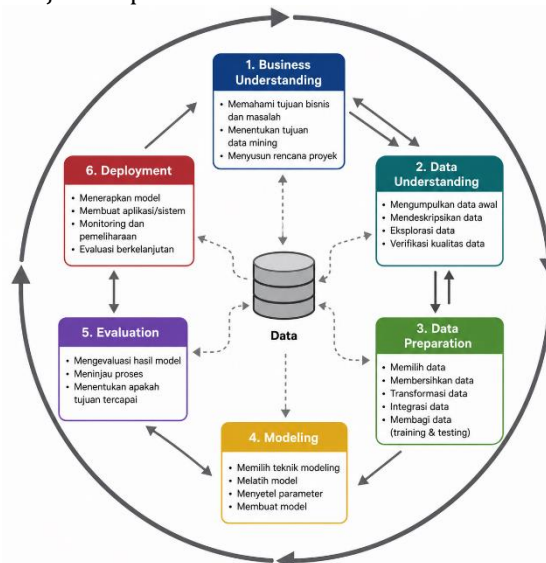 1. Business
Understanding
• Memahami tujuan bisnis
dan masalah
• Menentukan tujuan
data mining
• Menyusun rencana proyek
2. Data
Understanding
• Mengumpulkan data awal
• Mendeskripsikan data
• Eksplorasi data
• Verifikasi kualitas data
3. Data
Preparation
• Memilih data
• Membersihkan data
• Transformasi data
• Integrasi data
• Membagi data
(training & testing)
4. Modeling
• Memilih teknik modeling
• Melatih model
• Menyetel parameter
• Membuat model
5. Evaluation
• Mengevaluasi hasil model
• Meninjau proses
• Menentukan apakah
tujuan tercapai
6. Deployment
• Menerapkan model
• Membuat aplikasi/sistem
• Monitoring dan
pemeliharaan
• Evaluasi berkelanjutan
Data